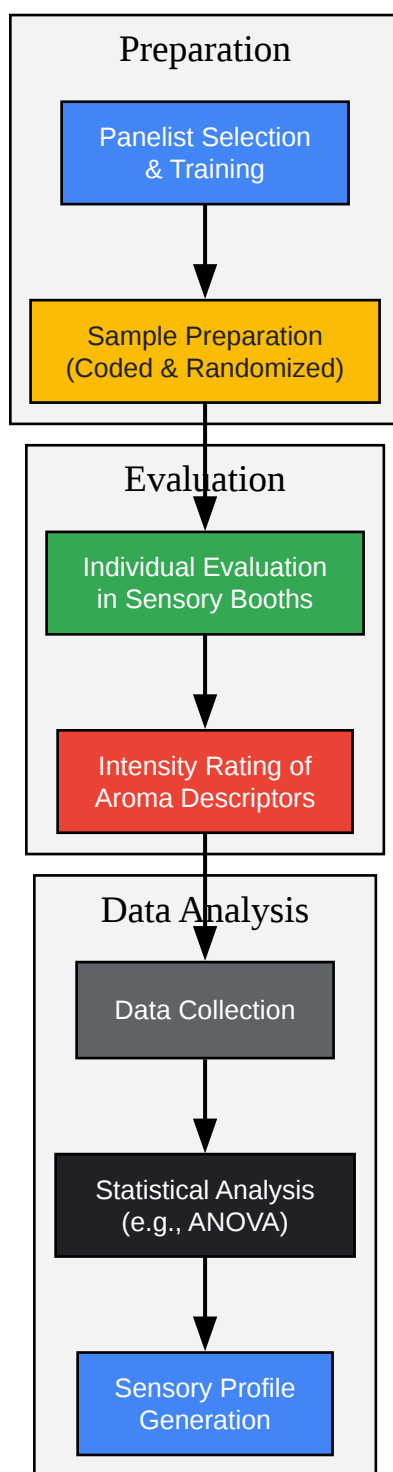 Preparation
Panelist Selection
& Training
Sample Preparation
(Coded & Randomized)
Evaluation
Individual Evaluation
in Sensory Booths
Intensity Rating of
Aroma Descriptors
Data Analysis
Data Collection
Statistical Analysis
(e.g., ANOVA)
Sensory Profile
Generation